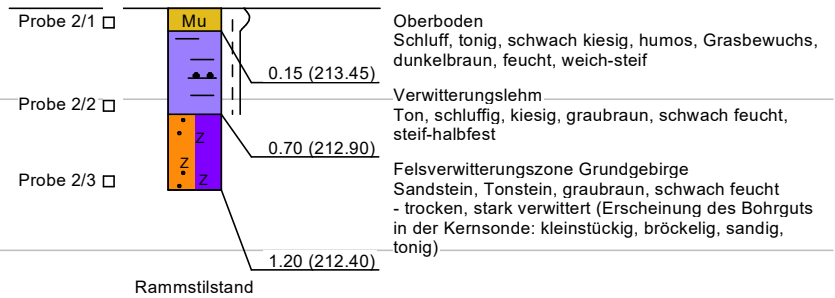 Probe 2/1
Mu
Oberboden
Schluff, tonig, schwach kiesig, humos, Grasbewuchs,
dunkelbraun, feucht, weich-steif
0.15 (213.45)
Probe 2/2
Verwitterungslehm
Ton, schluffig, kiesig, graubraun, schwach feucht,
steif-halbfest
Z
0.70 (212.90)
Z
Z
Probe 2/3
Felsverwitterungszone Grundgebirge
Sandstein, Tonstein, graubraun, schwach feucht
- trocken, stark verwittert (Erscheinung des Bohrguts
in der Kernsonde: kleinstückig, bröckelig, sandig,
tonig)
1.20 (212.40)
Rammstilstand